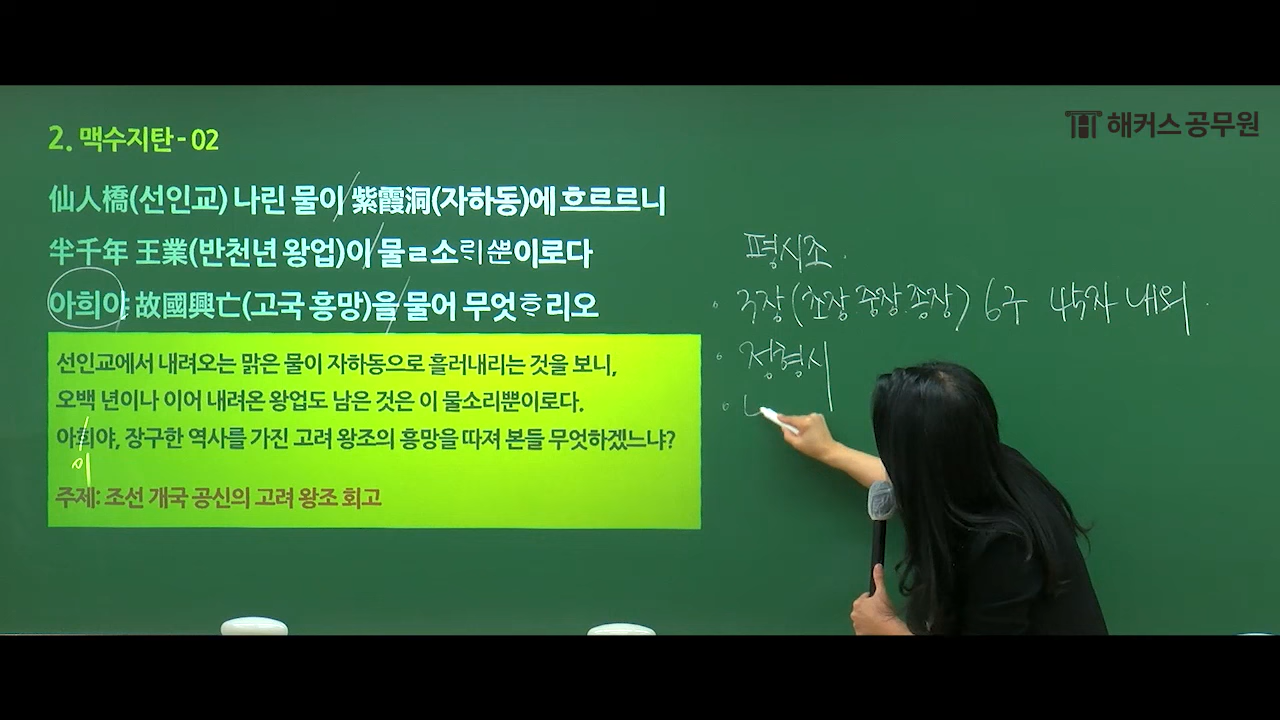 해커스공무원
2. 맥수지탄 - 02
仙人橋(선인교) 나린 물이 紫霞洞(자하동)에 흐르르니
半千年 王業(반천년 왕업)이 물ㄹ소ᄅᆡ ᄲᅮᆫ이로다
아희야 故國興亡(고국 흥망)을 물어 무엇ᄒᆞ리오
선인교에서 내려오는 맑은 물이 자하동으로 흘러내리는 것을 보니,
오백 년이나 이어 내려온 왕업도 남은 것은 이 물소리뿐이로다.
아희야, 장구한 역사를 가진 고려 왕조의 흥망을 따져 본들 무엇하겠느냐?
이
주제: 조선 개국 공신의 고려 왕조 회고
평시조.
· 3장(초장.중장.종장) 6구 45자 내외.
· 정형시